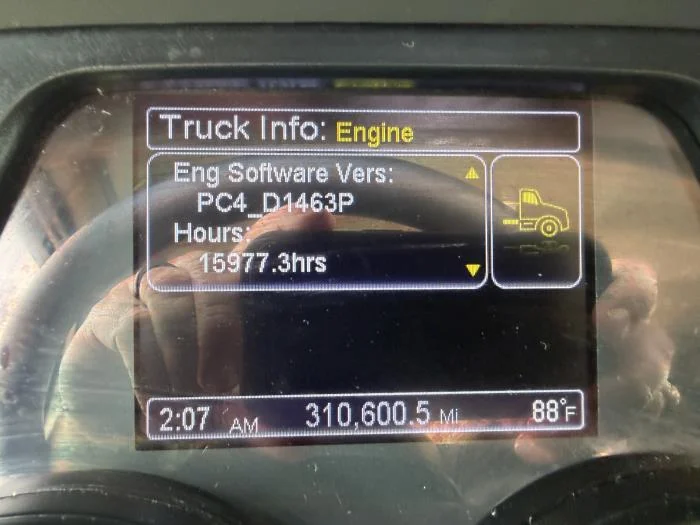 Truck Info: Engine
Eng Software Vers:
PC4_D1463P
Hours:
15977.3hrs
2:07 AM 310,600.5 Mi 88°F